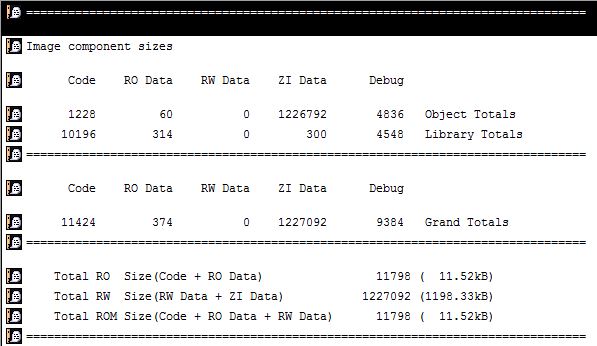 ==================================================================================
Image component sizes
Code RO Data RW Data ZI Data Debug
1228 60 0 1226792 4836 Object Totals
10196 314 0 300 4548 Library Totals
==================================================================================
Code RO Data RW Data ZI Data Debug
11424 374 0 1227092 9384 Grand Totals
==================================================================================
Total RO Size(Code + RO Data) 11798 ( 11.52kB)
Total RW Size(RW Data + ZI Data) 1227092 (1198.33kB)
Total ROM Size(Code + RO Data + RW Data) 11798 ( 11.52kB)
==================================================================================